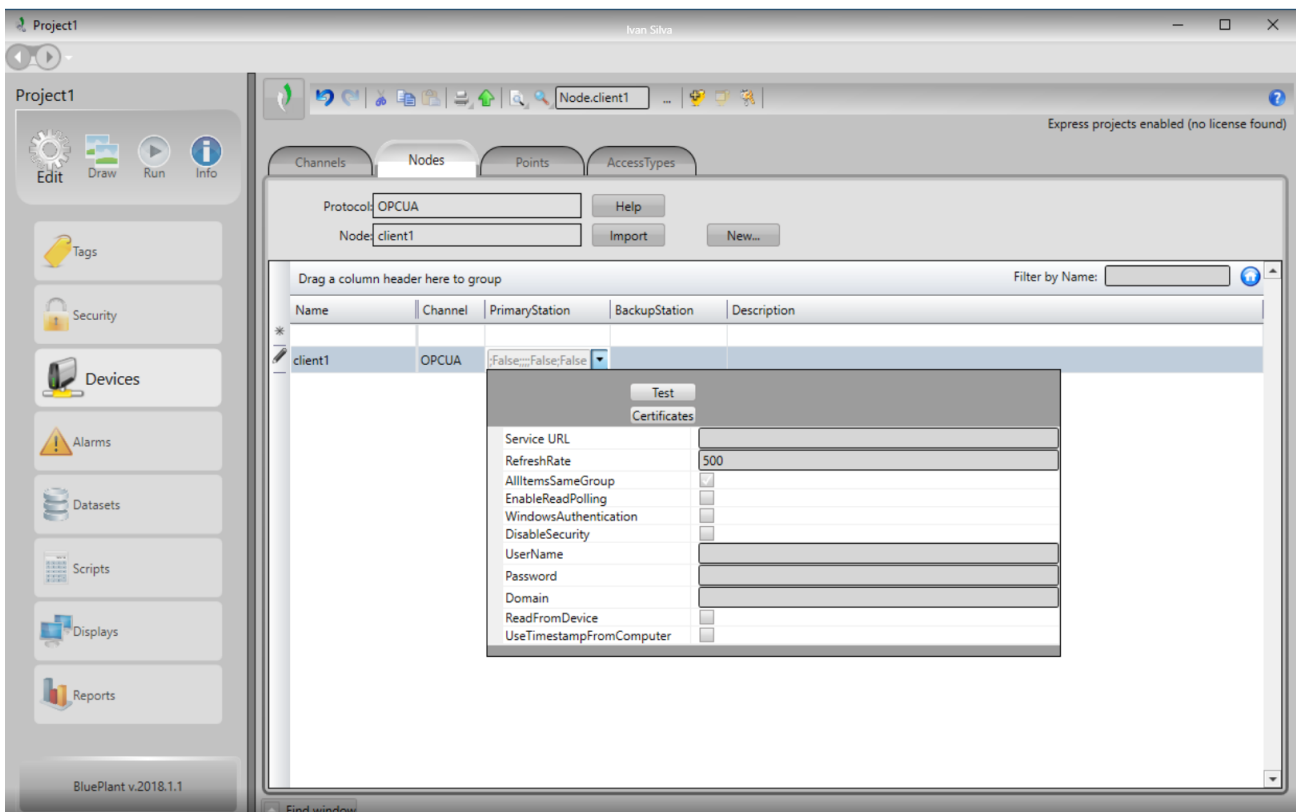 Project1
Ivan Silva
Project1
Edit
Draw
Run
Info
Node.client1
...
Express projects enabled (no license found)
Channels
Nodes
Points
AccessTypes
Protocol: OPCUA
Help
Node: client1
Import
New...
Tags
Security
Devices
Alarms
Datasets
Scripts
Displays
Reports
BluePlant v.2018.1.1
Drag a column header here to group
Filter by Name:
Name Channel PrimaryStation BackupStation Description
client1 OPCUA ;False;;;;False;False
Test
Certificates
Service URL
RefreshRate 500
AllItemsSameGroup
EnableReadPolling
WindowsAuthentication
DisableSecurity
UserName
Password
Domain
ReadFromDevice
UseTimestampFromComputer
Find window